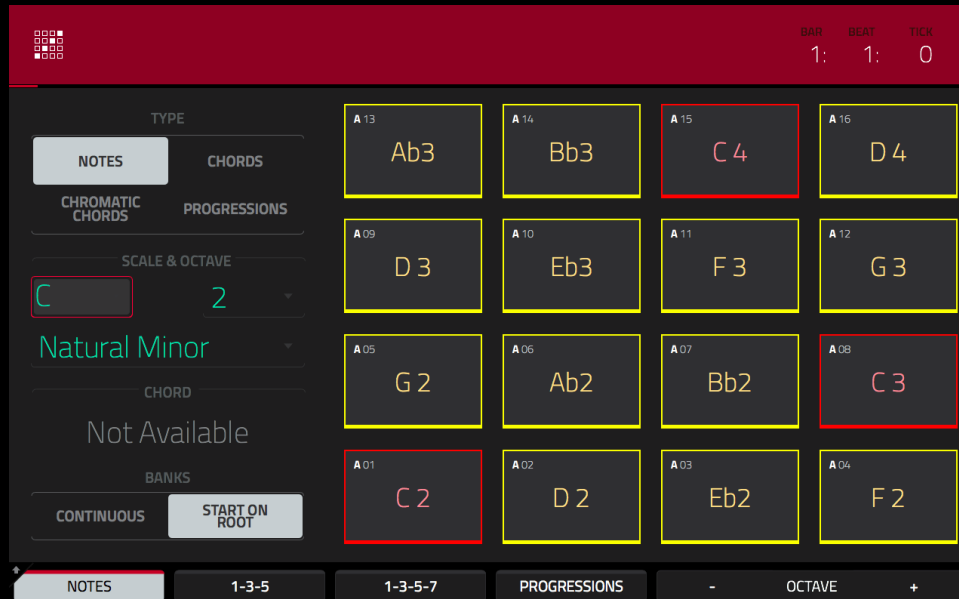 BAR BEAT TICK
1: 1: 0
TYPE
NOTES CHORDS
CHROMATIC
CHORDS
PROGRESSIONS
SCALE & OCTAVE
C 2
Natural Minor
CHORD
Not Available
BANKS
CONTINUOUS
START ON
ROOT
A 13
Ab3
A 14
Bb3
A 15
C 4
A 16
D 4
A 09
D 3
A 10
Eb3
A 11
F 3
A 12
G 3
A 05
G 2
A 06
Ab2
A 07
Bb2
A 08
C 3
A 01
C 2
A 02
D 2
A 03
Eb2
A 04
F 2
NOTES 1-3-5 1-3-5-7 PROGRESSIONS - OCTAVE +